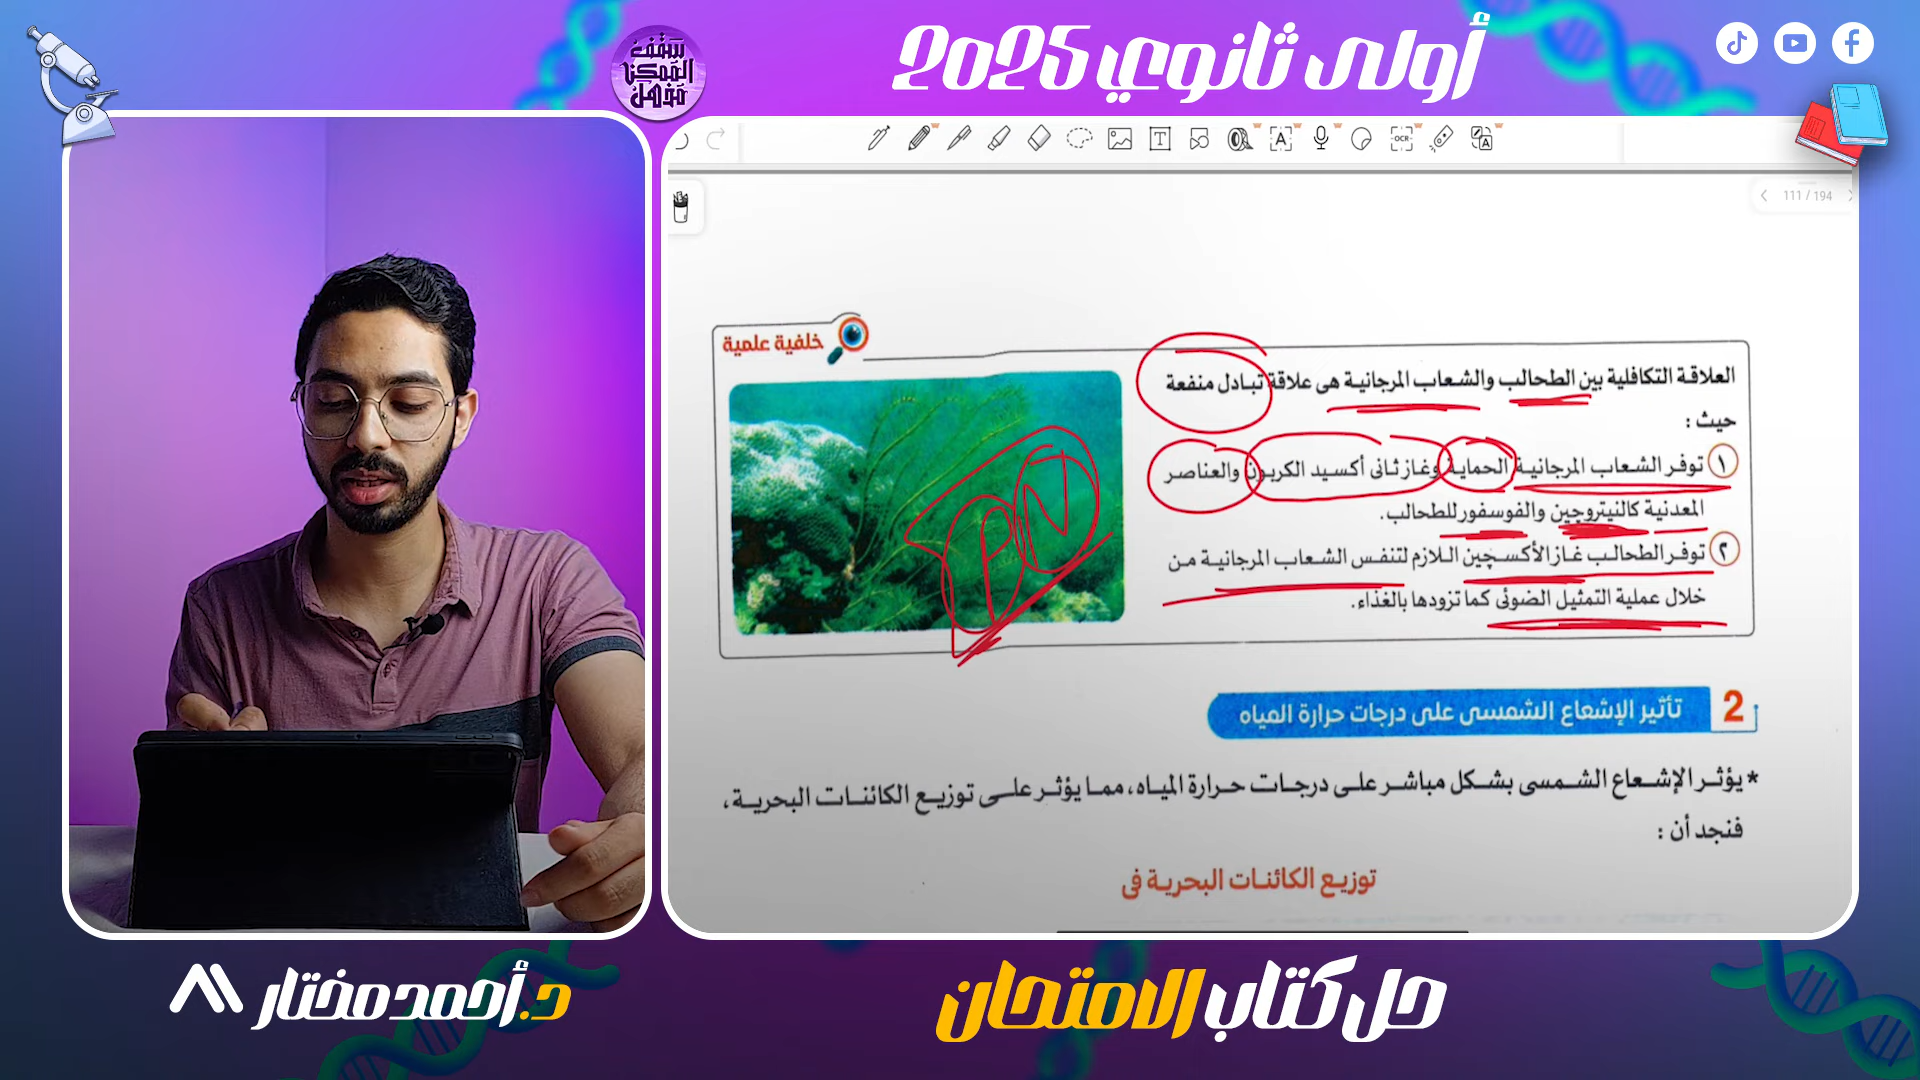 أولى ثانوي 2025
سقف
الممكن
مذهل
111 / 194
خلفية علمية
العلاقة التكافلية بين الطحالب والشعاب المرجانية هى علاقة تبادل منفعة
حيث :
١ توفر الشعاب المرجانية الحماية وغاز ثانى أكسيد الكربون والعناصر
المعدنية كالنيتروچين والفوسفور للطحالب.
٢ توفر الطحالب غاز الأكسچين اللازم لتنفس الشعاب المرجانية من
خلال عملية التمثيل الضوئى كما تزودها بالغذاء.
P N
2 تأثير الإشعاع الشمسى على درجات حرارة المياه
* يؤثر الإشعاع الشمسى بشكل مباشر على درجات حرارة المياه، مما يؤثر على توزيع الكائنات البحرية،
فنجد أن :
توزيع الكائنات البحرية فى
د.أحمد مختار
حل كتاب الامتحان